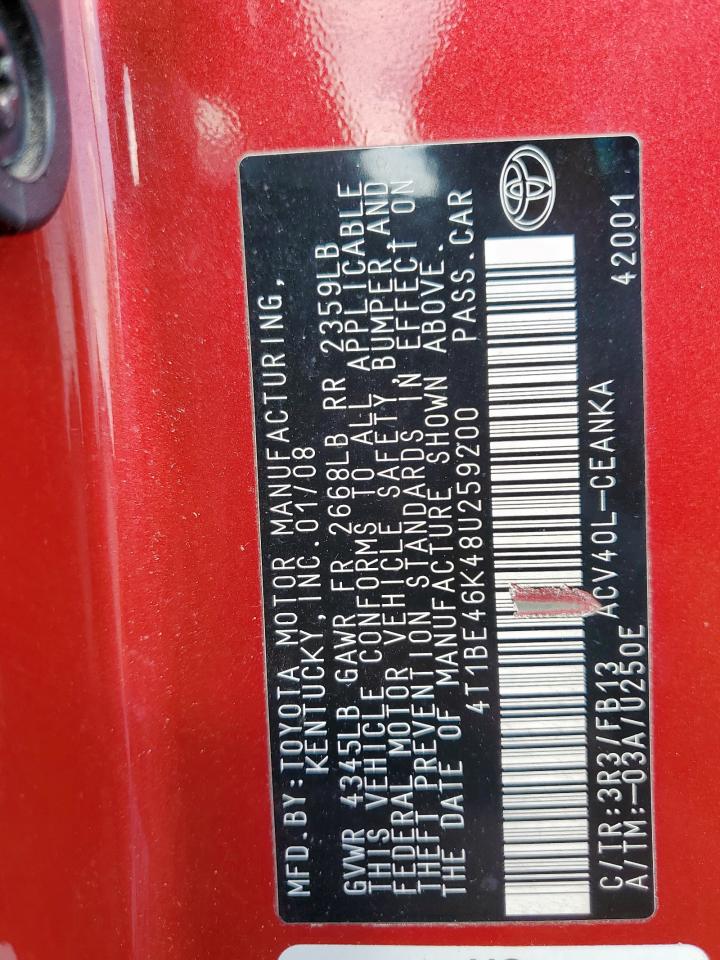 MFD.BY:TOYOTA MOTOR MANUFACTURING,
KENTUCKY, INC.01/08
GVWR 4345LB GAWR FR 2668LB RR 2359LB
THIS VEHICLE CONFORMS TO ALL APPLICABLE
FEDERAL MOTOR VEHICLE SAFETY, BUMPER, AND
THEFT PREVENTION STANDARDS IN EFFECT ON
THE DATE OF MANUFACTURE SHOWN ABOVE.
4T1BE46K48U259200 PASS.CAR
C/TR:3R3/FB13 ACV40L-CEANKA 42001
A/TM:-03A/U250E